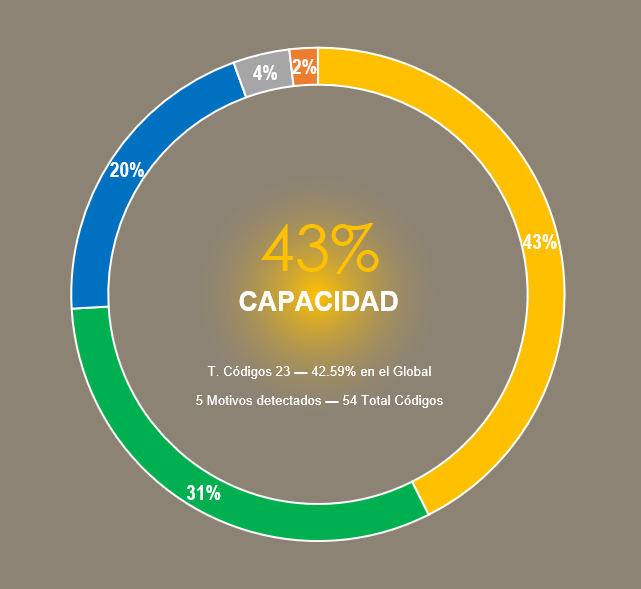 4%
2%
20%
43%
43%
CAPACIDAD
T. Códigos 23 — 42.59% en el Global
5 Motivos detectados — 54 Total Códigos
31%